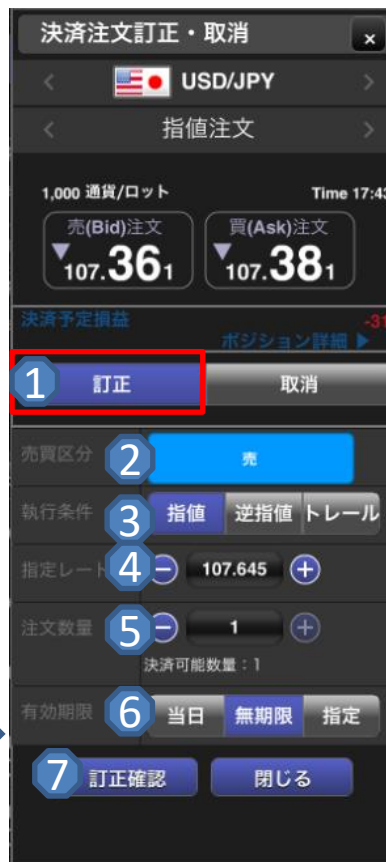 決済注文訂正・取消 ×
< USD/JPY >
< 指値注文 >
1,000 通貨/ロット Time 17:43
売(Bid)注文 買(Ask)注文
▼107.361 ▼107.381
決済予定損益 -31
ポジション詳細 ▶
1 訂正 取消
売買区分 2 売
執行条件 3 指値 逆指値 トレール
指定レート 4 − 107.645 +
注文数量 5 − 1 +
決済可能数量:1
有効期限 6 当日 無期限 指定
7 訂正確認 閉じる